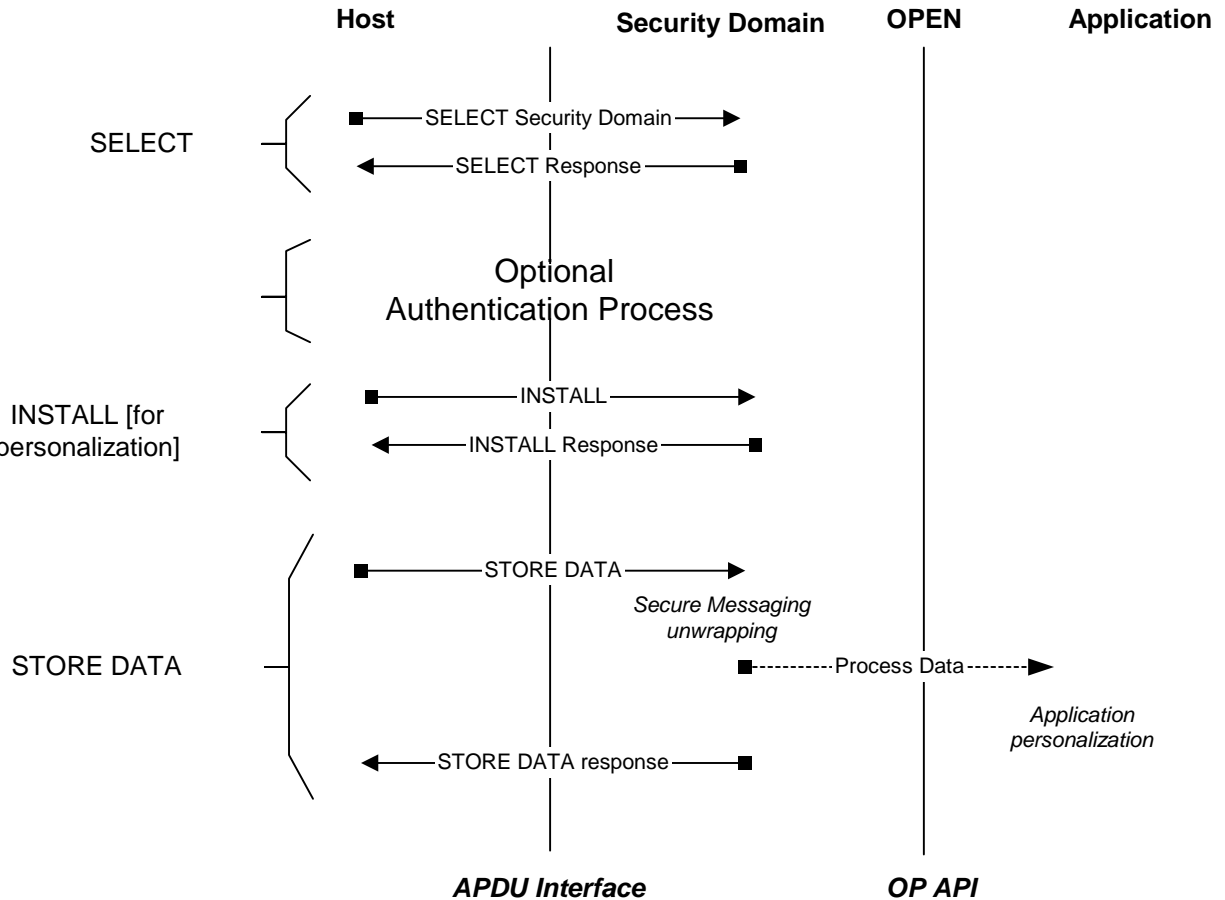 Host
Security Domain
OPEN
Application
SELECT
SELECT Security Domain
SELECT Response
Optional
Authentication Process
INSTALL [for
personalization]
INSTALL
INSTALL Response
STORE DATA
STORE DATA
Secure Messaging
unwrapping
Process Data
Application
personalization
STORE DATA response
APDU Interface
OP API